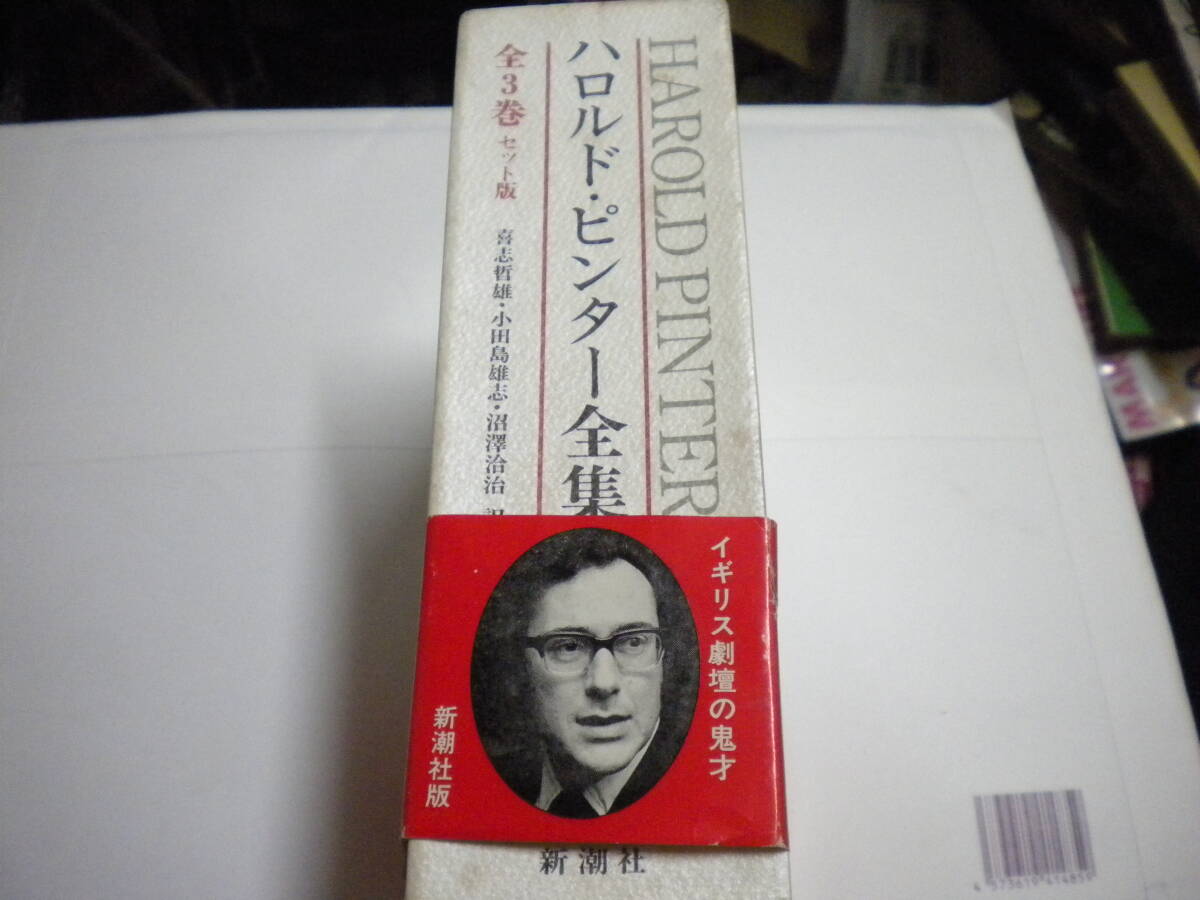 HAROLD PINTER
ハロルド・ピンター全集
全3巻 セット版
喜志哲雄・小田島雄志・沼澤洽治 訳
イギリス劇壇の鬼才
新潮社版
新潮社
4573619414859